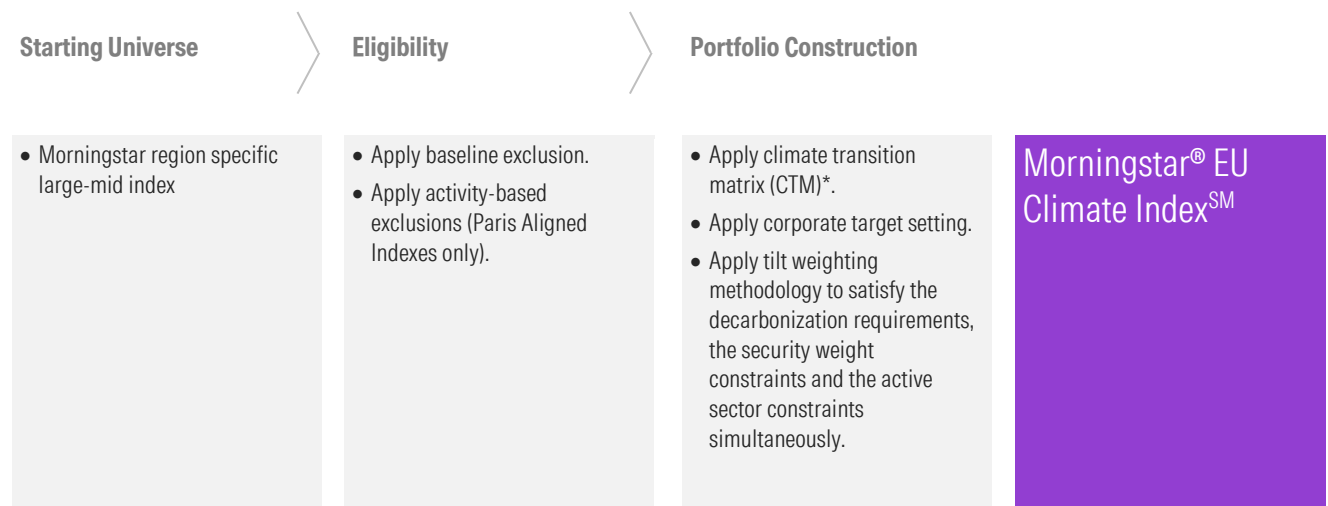 Starting Universe
Eligibility
Portfolio Construction
• Morningstar region specific
large-mid index
• Apply baseline exclusion.
• Apply activity-based
exclusions (Paris Aligned
Indexes only).
• Apply climate transition
matrix (CTM)*.
• Apply corporate target setting.
• Apply tilt weighting
methodology to satisfy the
decarbonization requirements,
the security weight
constraints and the active
sector constraints
simultaneously.
Morningstar® EU
Climate Index℠